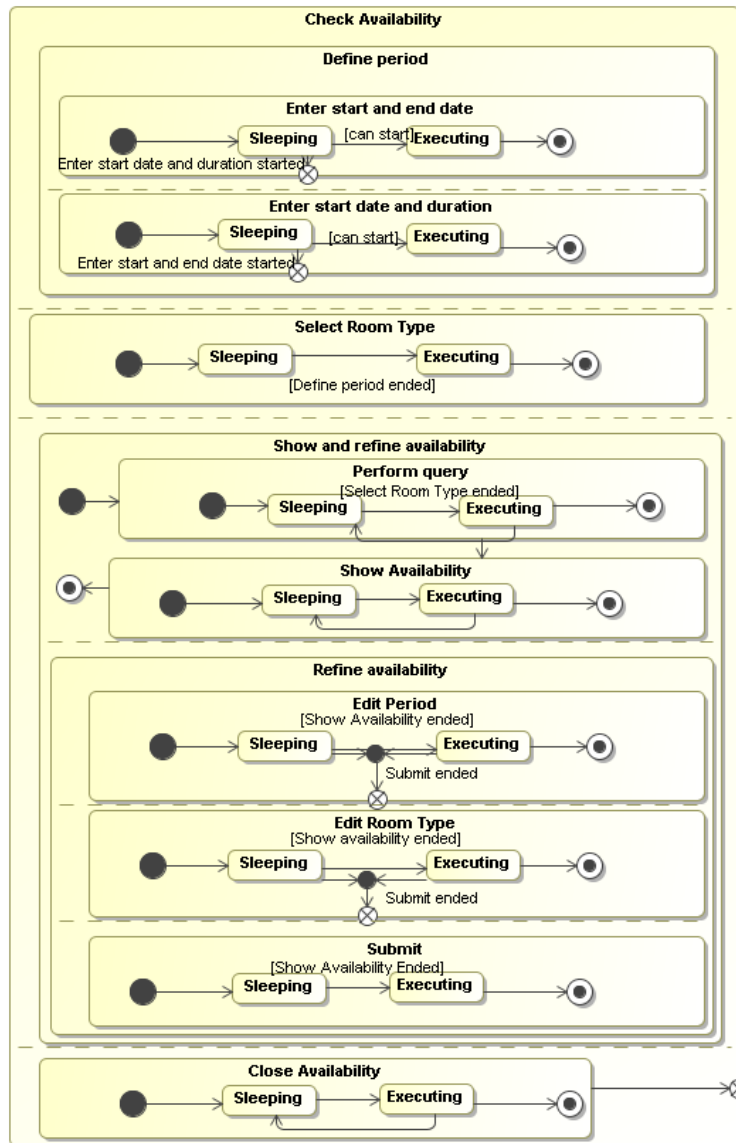 Check Availability
Define period
Enter start and end date
Sleeping
[can start]
Executing
Enter start date and duration started
Enter start date and duration
Sleeping
[can start]
Executing
Enter start and end date started
Select Room Type
Sleeping
Executing
[Define period ended]
Show and refine availability
Perform query
[Select Room Type ended]
Sleeping
Executing
Show Availability
Sleeping
Executing
Refine availability
Edit Period
[Show Availability ended]
Sleeping
Executing
Submit ended
Edit Room Type
[Show availability ended]
Sleeping
Executing
Submit ended
Submit
[Show Availability Ended]
Sleeping
Executing
Close Availability
Sleeping
Executing